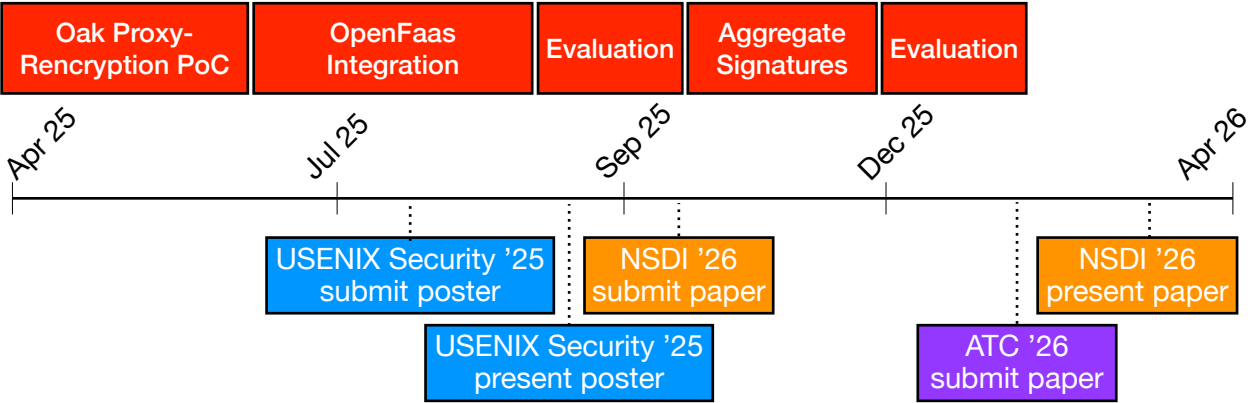 Oak Proxy-
Rencryption PoC
OpenFaas
Integration
Evaluation
Aggregate
Signatures
Evaluation
Apr 25
Jul 25
Sep 25
Dec 25
Apr 26
USENIX Security ’25
submit poster
NSDI ’26
submit paper
NSDI ’26
present paper
USENIX Security ’25
present poster
ATC ’26
submit paper